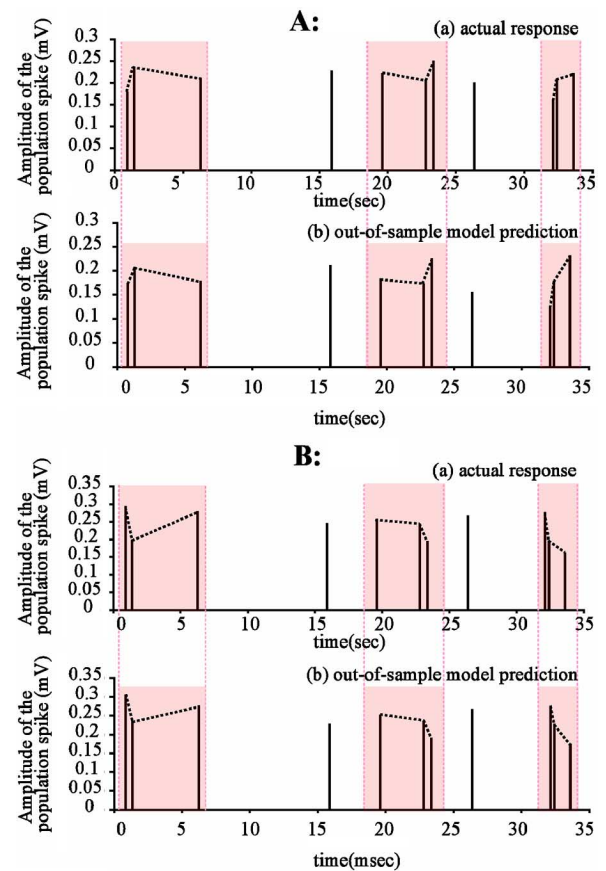 A:
(a) actual response
Amplitude of the
population spike (mV)
0.3
0.25
0.2
0.15
0.1
0.05
0
0 5 10 15 20 25 30 35
time(sec)
(b) out-of-sample model prediction
Amplitude of the
population spike (mV)
0.3
0.25
0.2
0.15
0.1
0.05
0
0 5 10 15 20 25 30 35
time(sec)
B:
(a) actual response
Amplitude of the
population spike (mV)
0.35
0.3
0.25
0.2
0.15
0.1
0.05
0
0 5 10 15 20 25 30 35
time(sec)
(b) out-of-sample model prediction
Amplitude of the
population spike (mV)
0.35
0.3
0.25
0.2
0.15
0.1
0.05
0
0 5 10 15 20 25 30 35
time(msec)